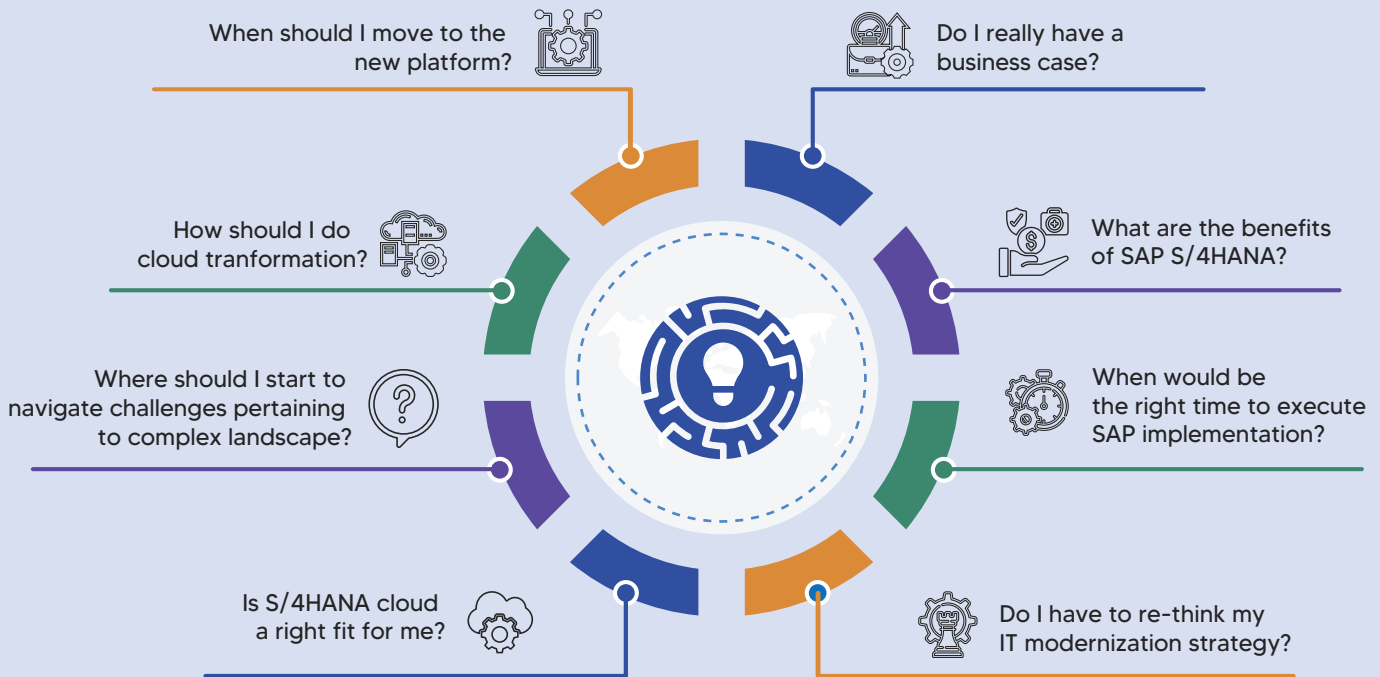 When should I move to the
new platform?
Do I really have a
business case?
How should I do
cloud tranformation?
What are the benefits
of SAP S/4HANA?
Where should I start to
navigate challenges pertaining
to complex landscape?
When would be
the right time to execute
SAP implementation?
Is S/4HANA cloud
a right fit for me?
Do I have to re-think my
IT modernization strategy?